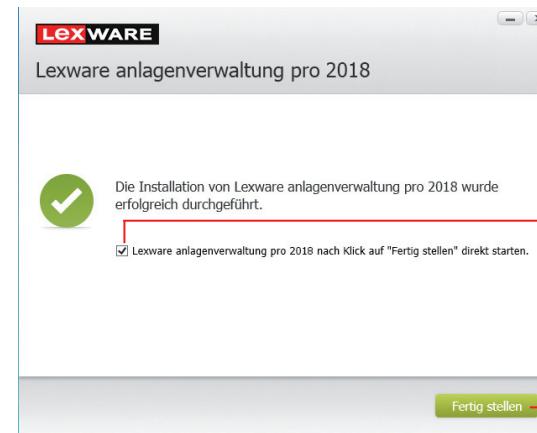 LEXWARE
Lexware anlagenverwaltung pro 2018
Die Installation von Lexware anlagenverwaltung pro 2018 wurde
erfolgreich durchgeführt.
Lexware anlagenverwaltung pro 2018 nach Klick auf "Fertig stellen" direkt starten.
Fertig stellen